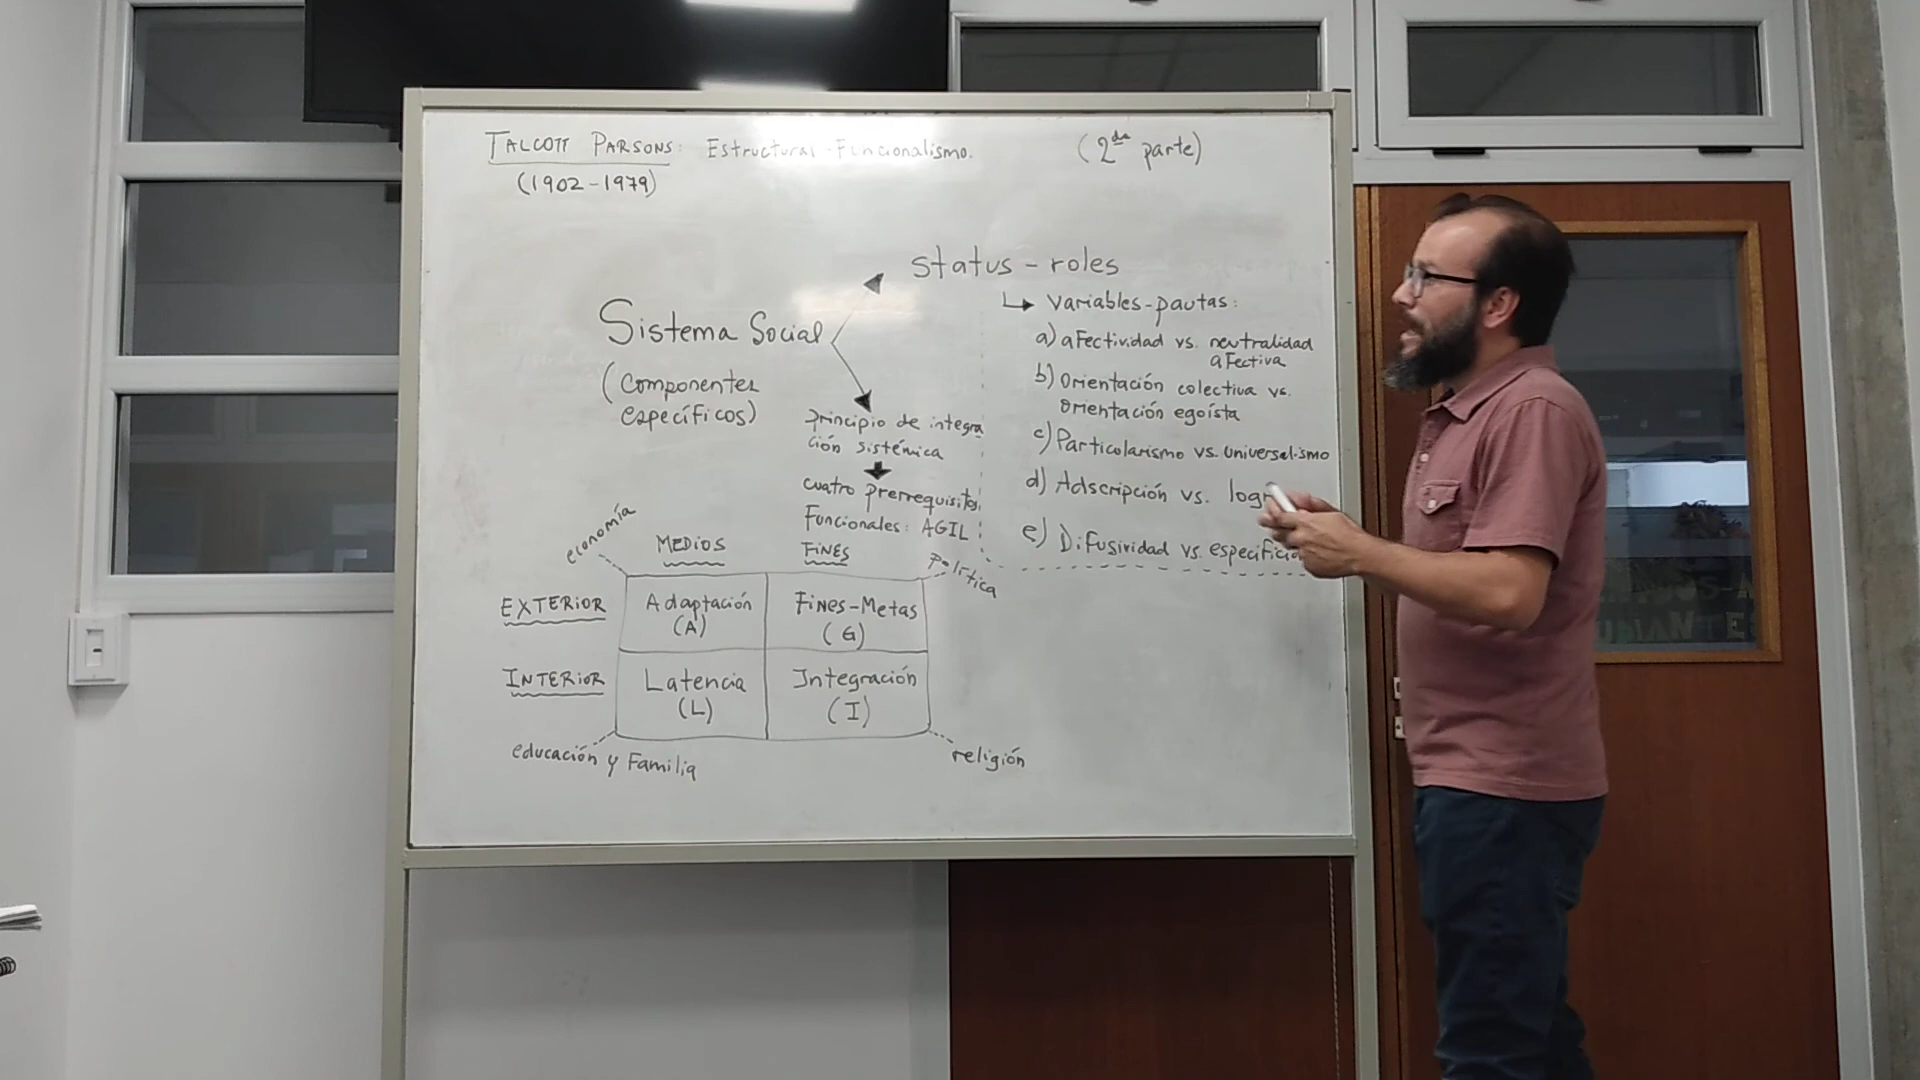 TALCOTT PARSONS: Estructural-Funcionalismo.
(2da parte)
(1902-1979)
Status - roles
Variables-pautas:
a) aFectividad vs. neutralidad
aFectiva
b) Orientación colectiva vs.
Orientación egoísta
c) Particularismo vs. universalismo
d) Adscripción vs.
e) Difusividad vs.
Sistema Social
(componentes
específicos)
principio de integra
ción sistémica
cuatro prerrequisitos
Funcionales: AGIL
economía
MEDIOS
FINES
política
EXTERIOR
Adaptación
(A)
Fines-Metas
(G)
INTERIOR
Latencia
(L)
Integración
(I)
educación y Familia
religión